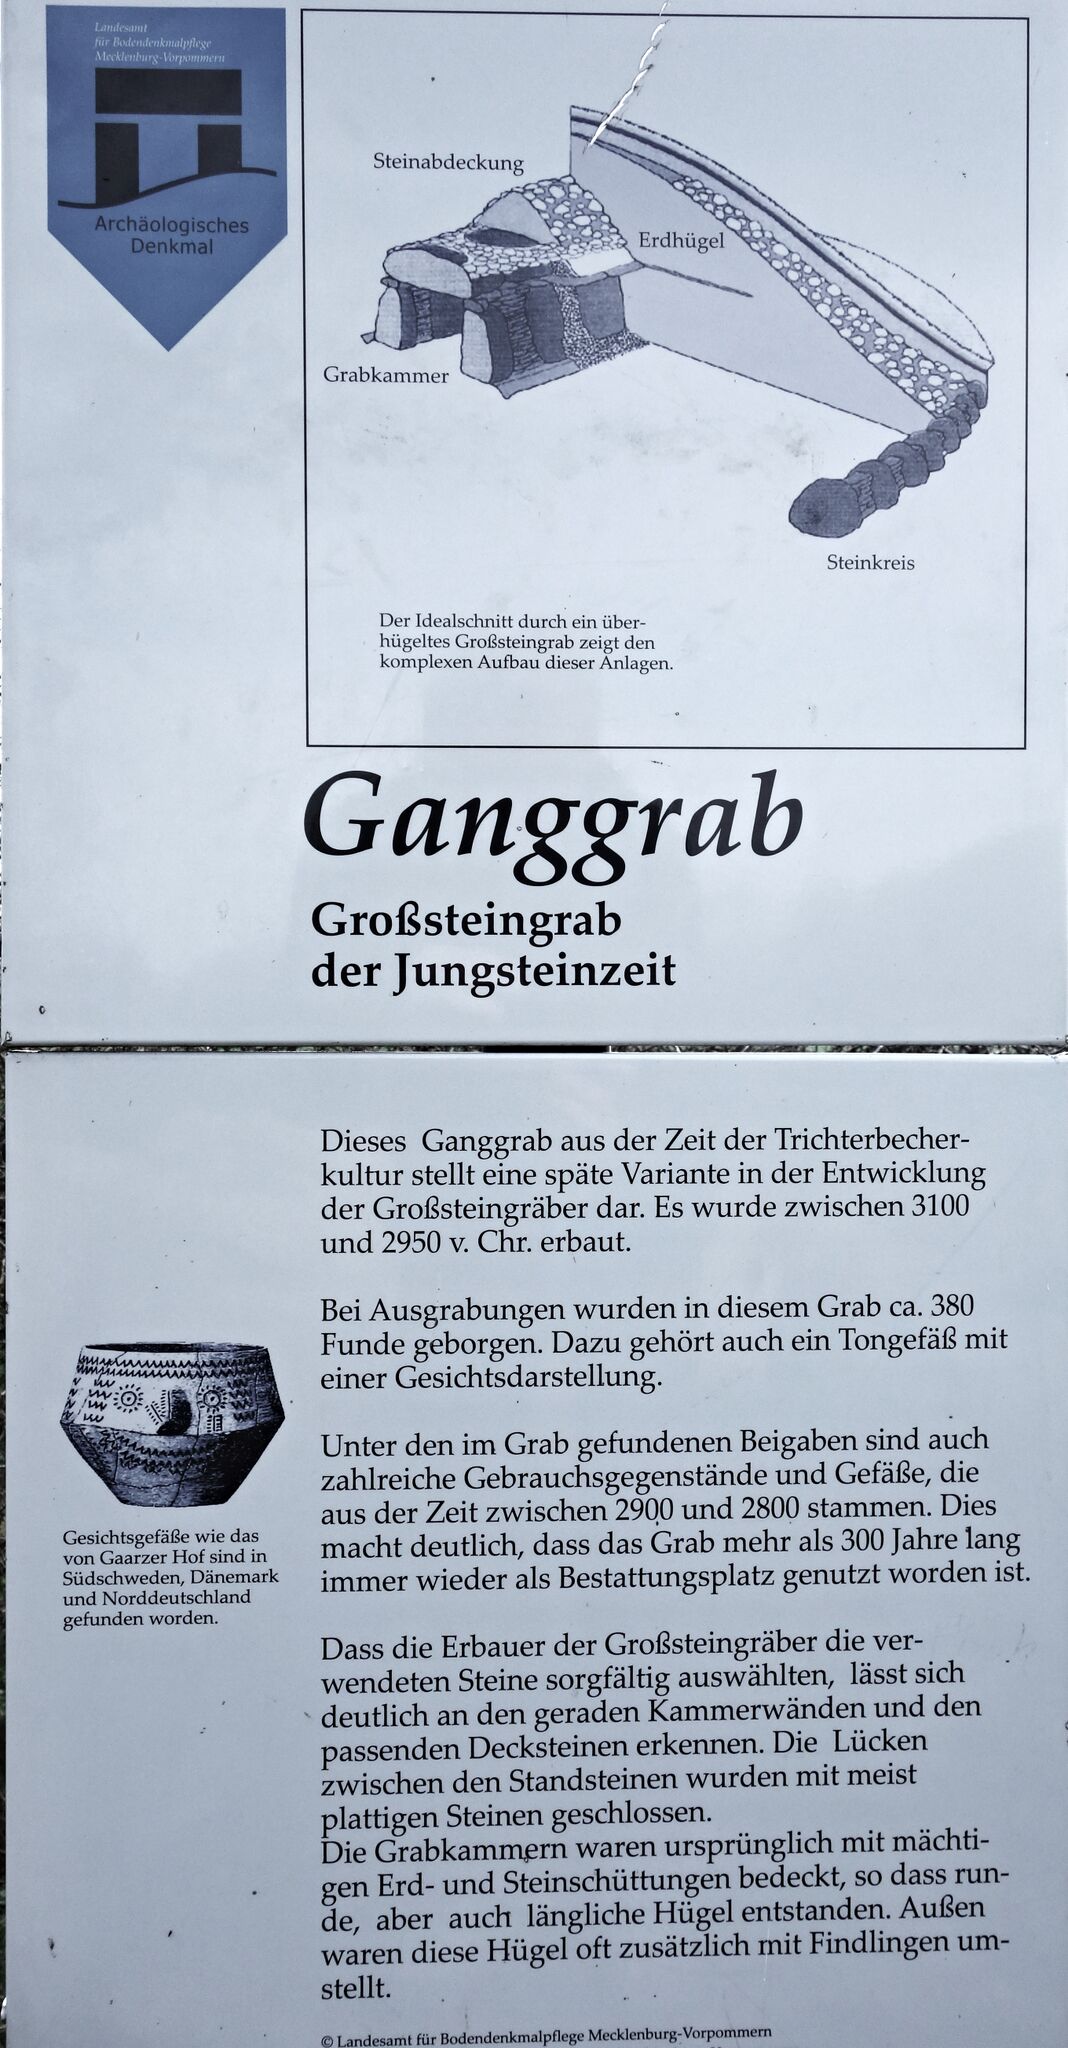 Landesamt
für Bodendenkmalpflege
Mecklenburg-Vorpommern
Archäologisches
Denkmal
Steinabdeckung
Erdhügel
Grabkammer
Steinkreis
Der Idealschnitt durch ein über-
hügeltes Großsteingrab zeigt den
komplexen Aufbau dieser Anlagen.
Ganggrab
Großsteingrab
der Jungsteinzeit
Dieses Ganggrab aus der Zeit der Trichterbecher-
kultur stellt eine späte Variante in der Entwicklung
der Großsteingräber dar. Es wurde zwischen 3100
und 2950 v. Chr. erbaut.
Bei Ausgrabungen wurden in diesem Grab ca. 380
Funde geborgen. Dazu gehört auch ein Tongefäß mit
einer Gesichtsdarstellung.
Unter den im Grab gefundenen Beigaben sind auch
zahlreiche Gebrauchsgegenstände und Gefäße, die
aus der Zeit zwischen 2900 und 2800 stammen. Dies
macht deutlich, dass das Grab mehr als 300 Jahre lang
immer wieder als Bestattungsplatz genutzt worden ist.
Gesichtsgefäße wie das
von Gaarzer Hof sind in
Südschweden, Dänemark
und Norddeutschland
gefunden worden.
Dass die Erbauer der Großsteingräber die ver-
wendeten Steine sorgfältig auswählten, lässt sich
deutlich an den geraden Kammerwänden und den
passenden Decksteinen erkennen. Die Lücken
zwischen den Standsteinen wurden mit meist
plattigen Steinen geschlossen.
Die Grabkammern waren ursprünglich mit mächti-
gen Erd- und Steinschüttungen bedeckt, so dass run-
de, aber auch längliche Hügel entstanden. Außen
waren diese Hügel oft zusätzlich mit Findlingen um-
stellt.
© Landesamt für Bodendenkmalpflege Mecklenburg-Vorpommern